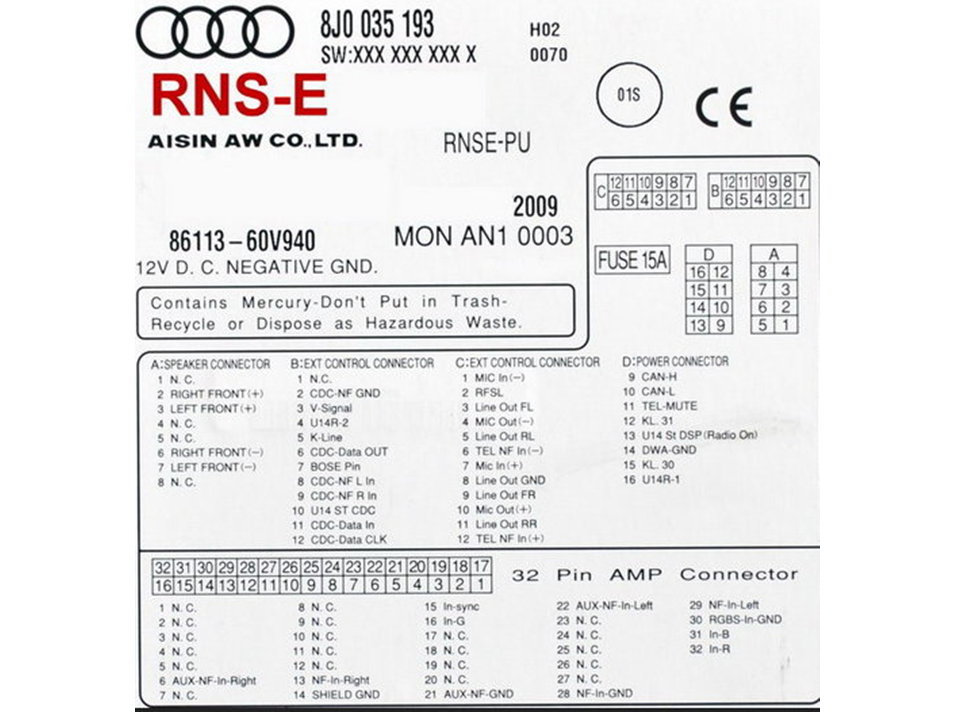 8J0 035 193
SW:XXX XXX XXX X
H02
0070
RNS-E
01S
CE
AISIN AW CO.,LTD.
RNSE-PU
C 12 11 10 9 8 7
6 5 4 3 2 1
B 12 11 10 9 8 7
6 5 4 3 2 1
2009
86113-60V940
MON AN1 0003
12V D. C. NEGATIVE GND.
FUSE 15A
D
16 12
15 11
14 10
13 9
A
8 4
7 3
6 2
5 1
Contains Mercury-Don't Put in Trash-
Recycle or Dispose as Hazardous Waste.
A:SPEAKER CONNECTOR
1 N. C.
2 RIGHT FRONT(+)
3 LEFT FRONT(+)
4 N. C.
5 N. C.
6 RIGHT FRONT(-)
7 LEFT FRONT(-)
8 N. C.
B:EXT CONTROL CONNECTOR
1 N.C.
2 CDC-NF GND
3 V-Signal
4 U14R-2
5 K-Line
6 CDC-Data OUT
7 BOSE Pin
8 CDC-NF L In
9 CDC-NF R In
10 U14 ST CDC
11 CDC-Data In
12 CDC-Data CLK
C:EXT CONTROL CONNECTOR
1 MIC In(-)
2 RFSL
3 Line Out FL
4 MIC Out(-)
5 Line Out RL
6 TEL NF In(-)
7 Mic In(+)
8 Line Out GND
9 Line Out FR
10 Mic Out(+)
11 Line Out RR
12 TEL NF In(+)
D:POWER CONNECTOR
9 CAN-H
10 CAN-L
11 TEL-MUTE
12 KL. 31
13 U14 St DSP(Radio On)
14 DWA-GND
15 KL. 30
16 U14R-1
32 31 30 29 28 27 26 25 24 23 22 21 20 19 18 17
16 15 14 13 12 11 10 9 8 7 6 5 4 3 2 1
32 Pin AMP Connector
1 N. C.
2 N. C.
3 N. C.
4 N. C.
5 N. C.
6 AUX-NF-In-Right
7 N. C.
8 N. C.
9 N. C.
10 N. C.
11 N. C.
12 N. C.
13 NF-In-Right
14 SHIELD GND
15 In-sync
16 In-G
17 N. C.
18 N. C.
19 N. C.
20 N. C.
21 AUX-NF-GND
22 AUX-NF-In-Left
23 N. C.
24 N. C.
25 N. C.
26 N. C.
27 N. C.
28 NF-In-GND
29 NF-In-Left
30 RGBS-In-GND
31 In-B
32 In-R